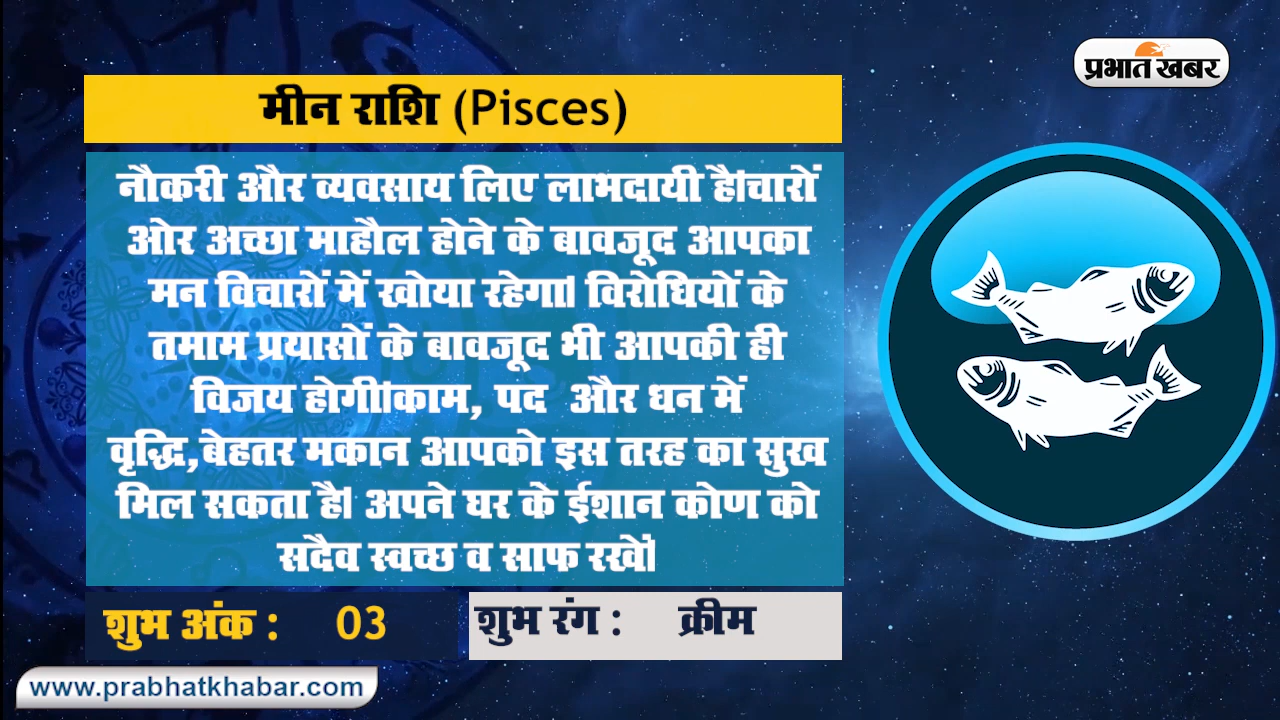 प्रभात खबर
मीन राशि (Pisces)
नौकरी और व्यवसाय लिए लाभदायी है।चारों
ओर अच्छा माहौल होने के बावजूद आपका
मन विचारों में खोया रहेगा। विरोधियों के
तमाम प्रयासों के बावजूद भी आपकी ही
विजय होगी।काम, पद और धन में
वृद्धि,बेहतर मकान आपको इस तरह का सुख
मिल सकता है। अपने घर के ईशान कोण को
सदैव स्वच्छ व साफ रखें।
शुभ अंक : 03
शुभ रंग : क्रीम
www.prabhatkhabar.com